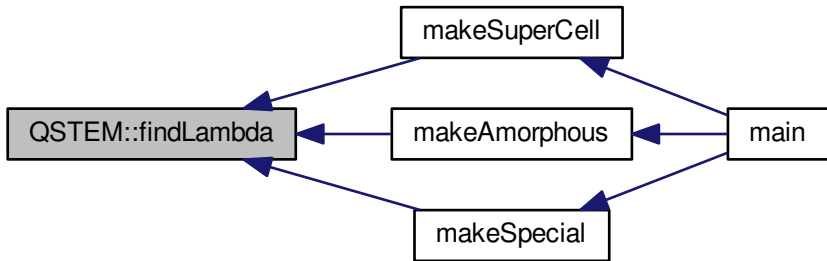 makeSuperCell
QSTEM::findLambda
makeAmorphous
main
makeSpecial